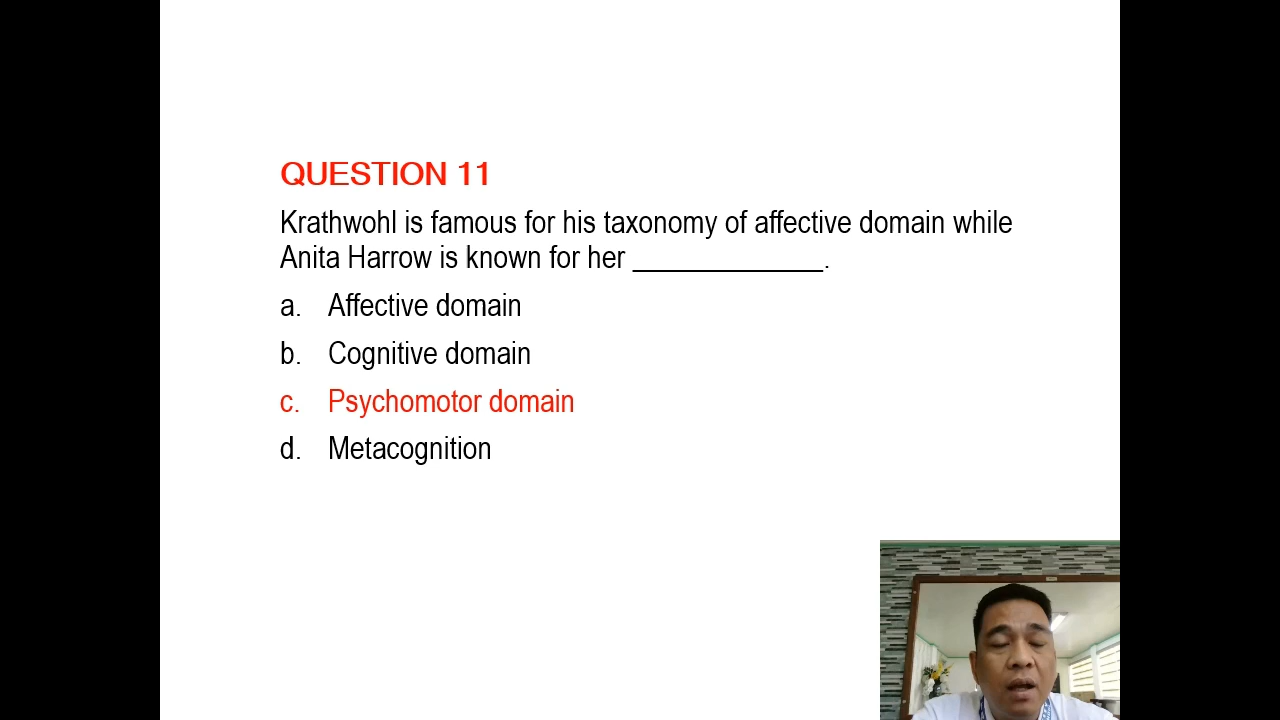 QUESTION 11
Krathwohl is famous for his taxonomy of affective domain while
Anita Harrow is known for her _____________.
a. Affective domain
b. Cognitive domain
c. Psychomotor domain
d. Metacognition